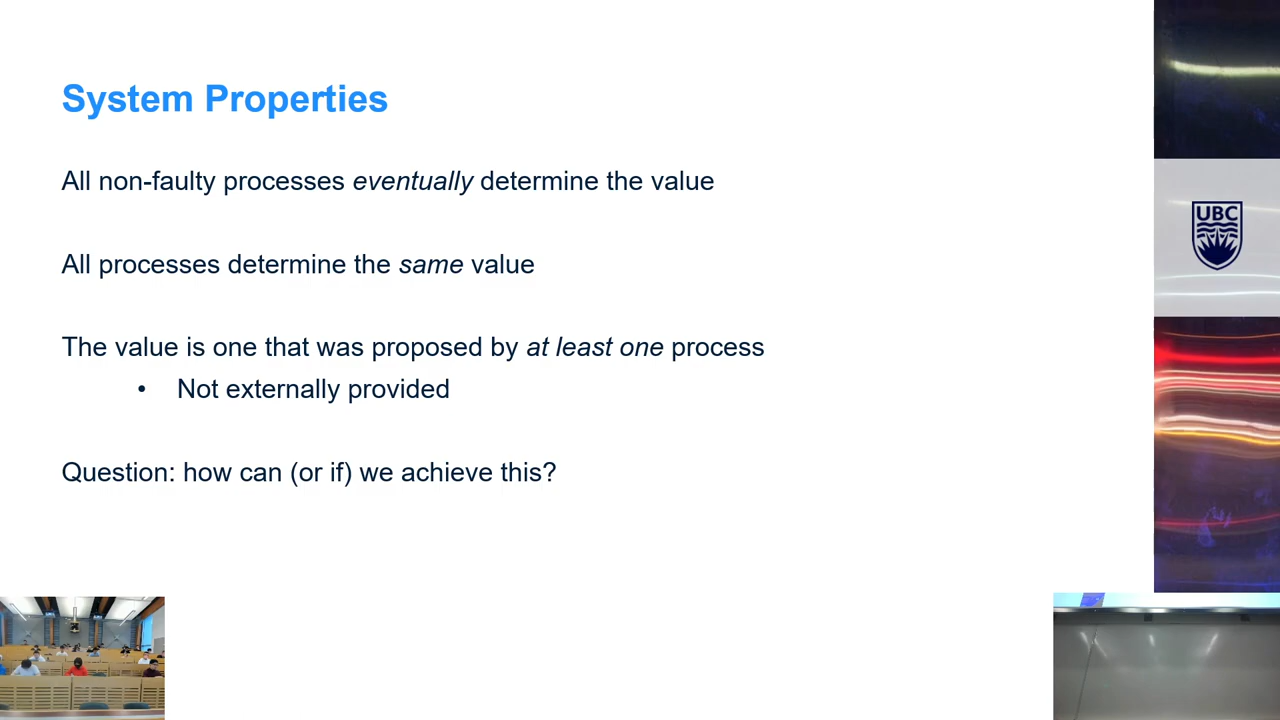 System Properties
All non-faulty processes eventually determine the value
All processes determine the same value
The value is one that was proposed by at least one process
• Not externally provided
Question: how can (or if) we achieve this?
UBC